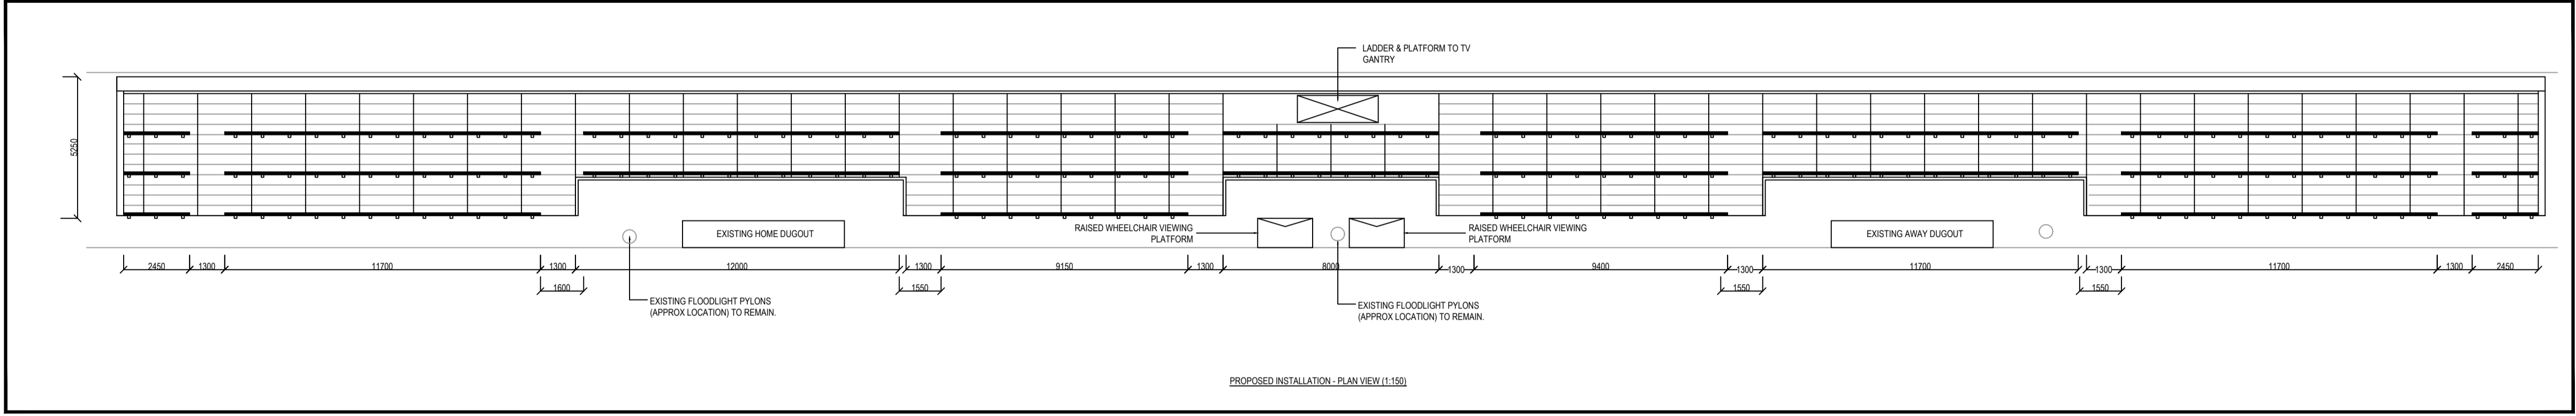 LADDER & PLATFORM TO TV
GANTRY
5250
EXISTING HOME DUGOUT
RAISED WHEELCHAIR VIEWING
PLATFORM
RAISED WHEELCHAIR VIEWING
PLATFORM
EXISTING AWAY DUGOUT
2450 1300 11700 1300 12000 1300 9150 1300 8000 1300 9400 1300 11700 1300 11700 1300 2450
1600 1550 1550 1550
EXISTING FLOODLIGHT PYLONS
(APPROX LOCATION) TO REMAIN.
EXISTING FLOODLIGHT PYLONS
(APPROX LOCATION) TO REMAIN.
PROPOSED INSTALLATION - PLAN VIEW (1:150)